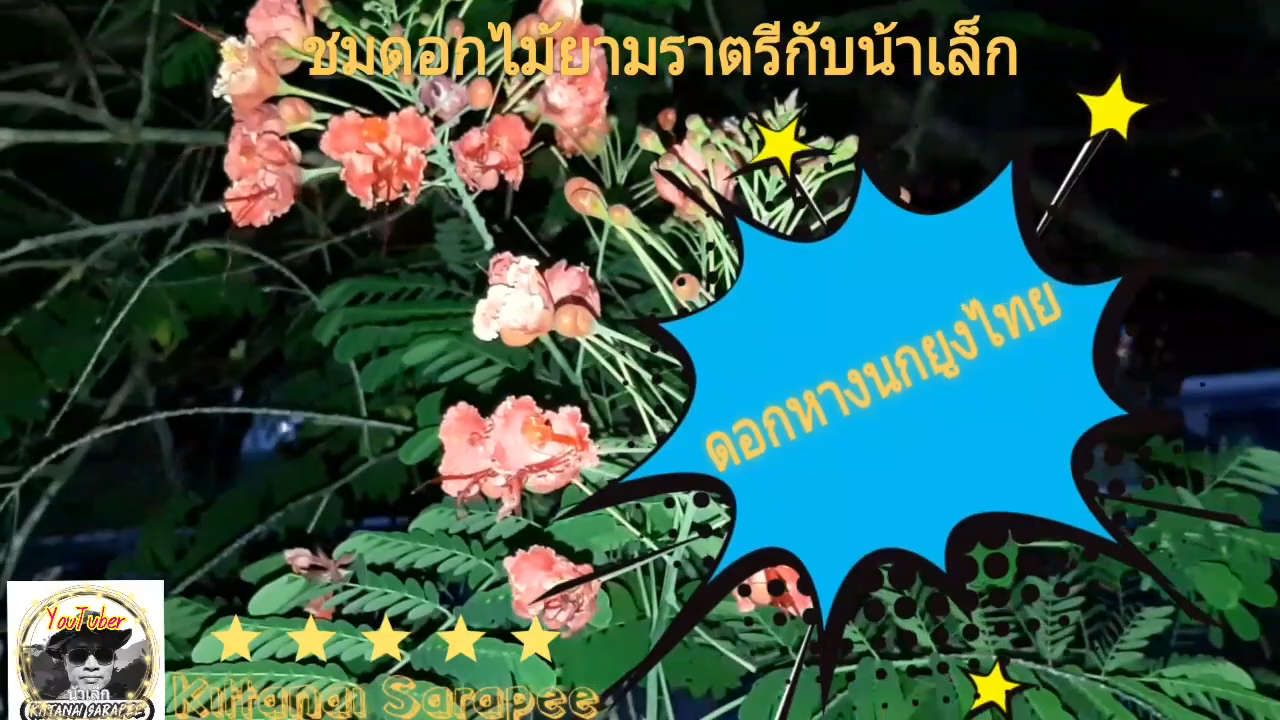 ชมดอกไม้ยามราตรีกับน้าเล็ก
ดอกหางนกยูงไทย
YouTuber
น้าเล็ก
KITTANAI SARAPEE
Kittanai Sarapee